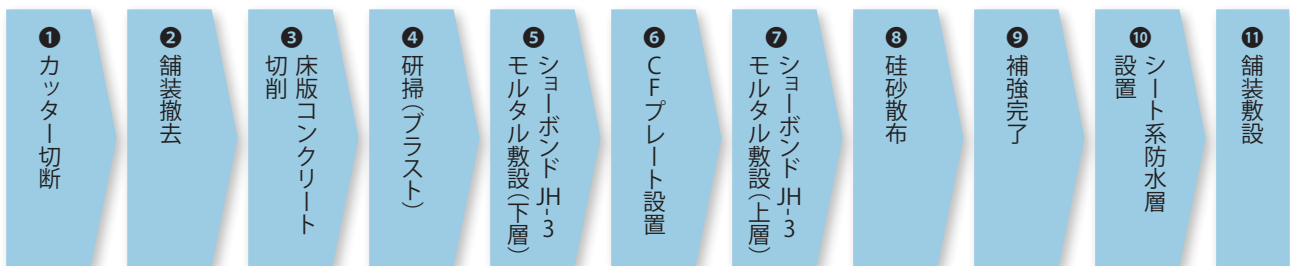 ❶
カッター切断
❷
舗装撤去
❸
床版コンクリート
切削
❹
研掃（ブラスト）
❺
ショーボンドJH-3
モルタル敷設（下層）
❻
CFプレート設置
❼
ショーボンドJH-3
モルタル敷設（上層）
❽
硅砂散布
❾
補強完了
❿
シート系防水層
設置
⓫
舗装敷設